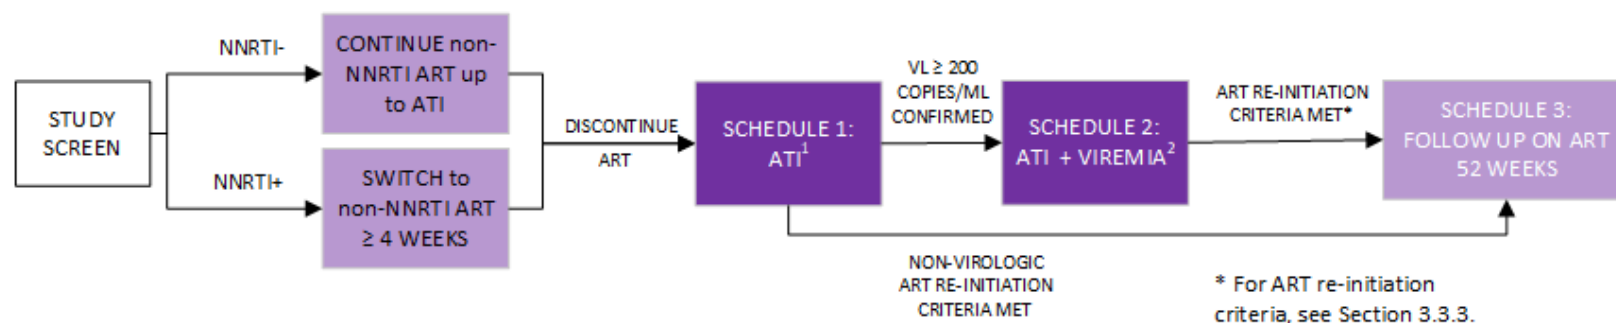 STUDY
SCREEN
NNRTI-
NNRTI+
CONTINUE non-
NNRTI ART up
to ATI
SWITCH to
non-NNRTI ART
≥ 4 WEEKS
DISCONTINUE
ART
SCHEDULE 1:
ATI¹
VL ≥ 200
COPIES/ML
CONFIRMED
SCHEDULE 2:
ATI + VIREMIA²
ART RE-INITIATION
CRITERIA MET*
SCHEDULE 3:
FOLLOW UP ON ART
52 WEEKS
NON-VIROLOGIC
ART RE-INITIATION
CRITERIA MET
* For ART re-initiation
criteria, see Section 3.3.3.